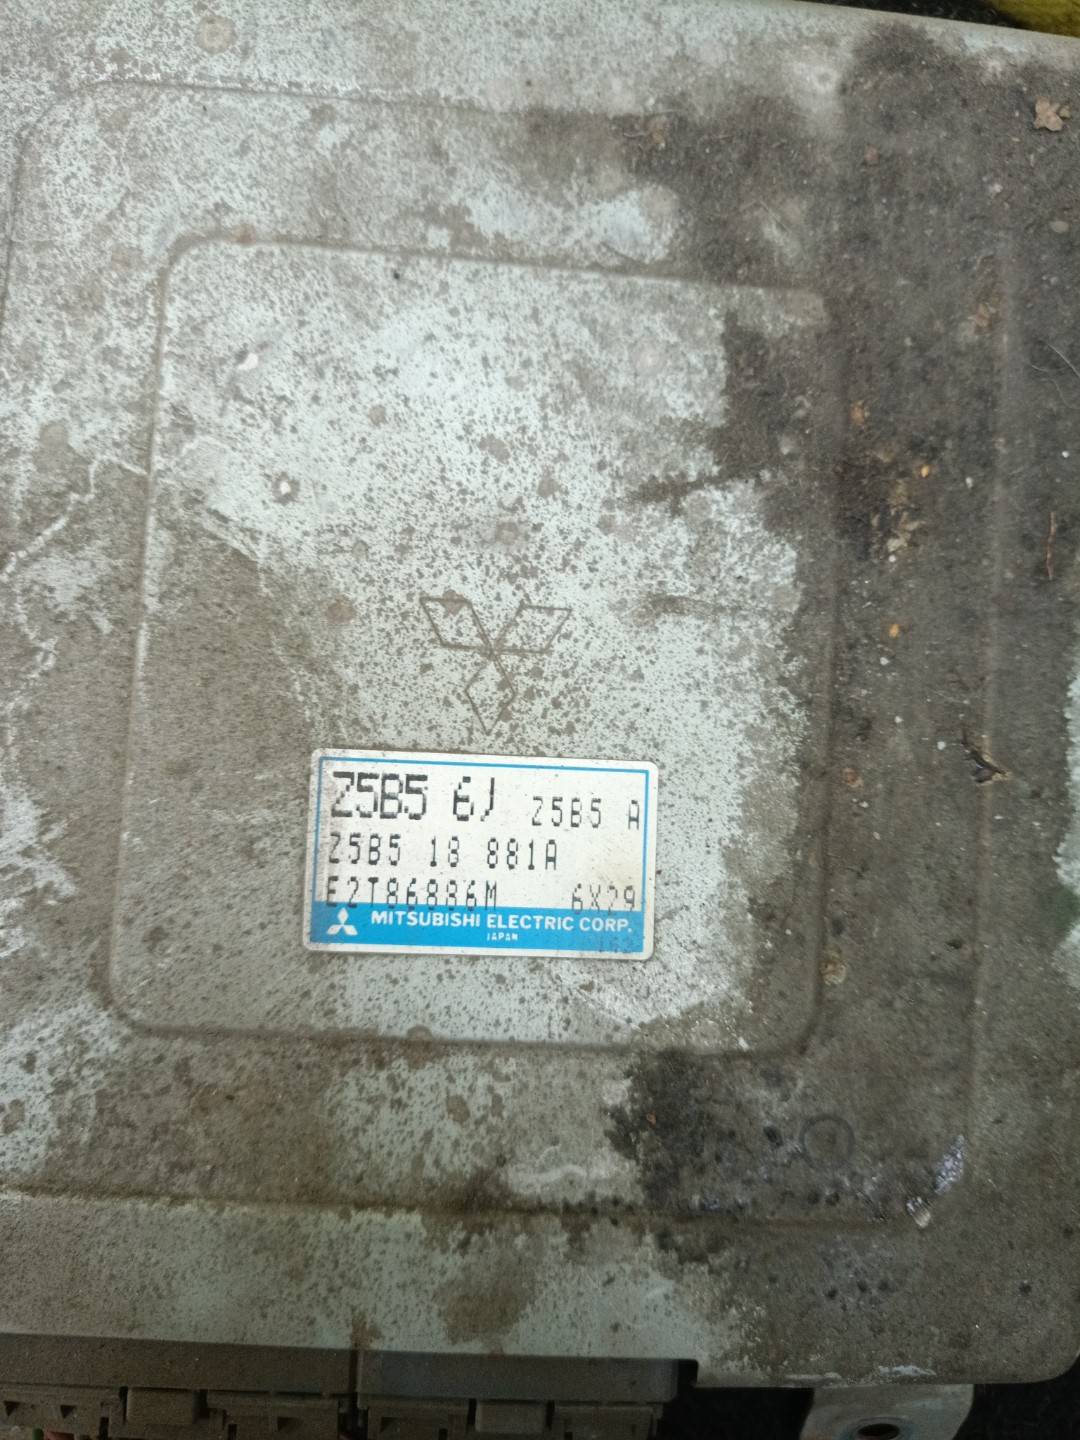 Z5B5 6J Z5B5 A
Z5B5 18 881A
E2T86886M 6X29
MITSUBISHI ELECTRIC CORP.
JAPAN